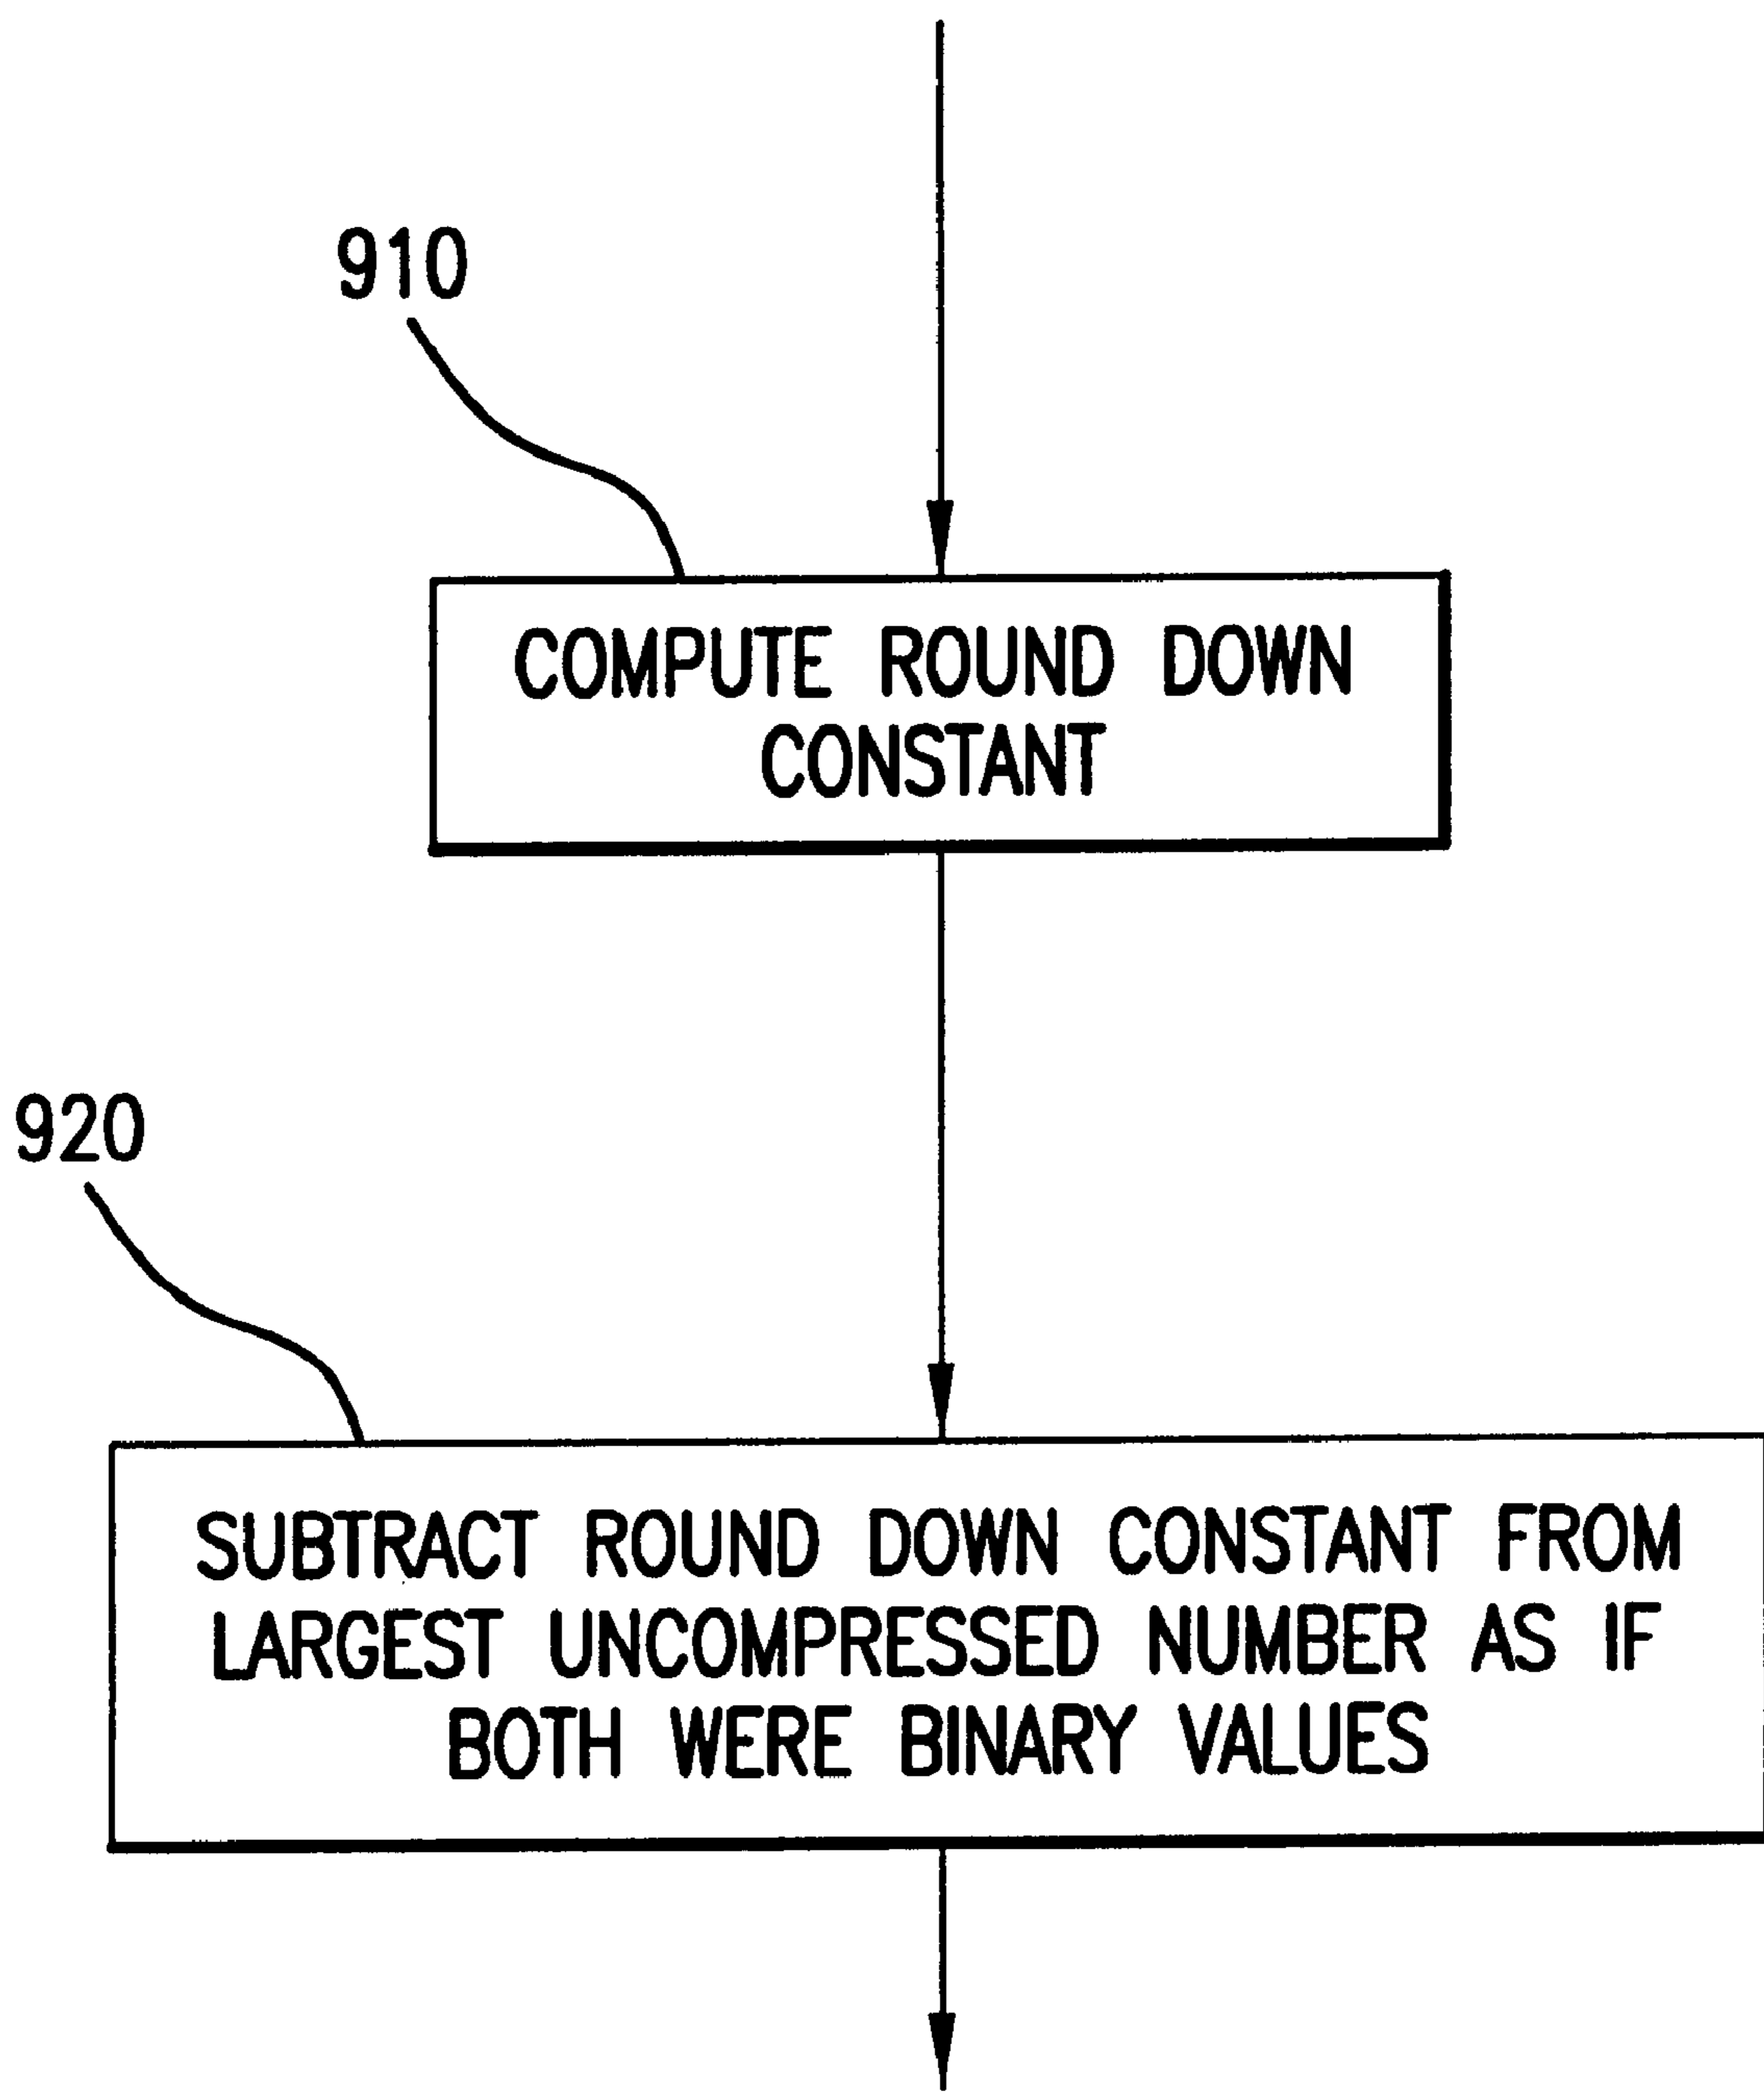 910
COMPUTE ROUND DOWN
CONSTANT
920
SUBTRACT ROUND DOWN CONSTANT FROM
LARGEST UNCOMPRESSED NUMBER AS IF
BOTH WERE BINARY VALUES